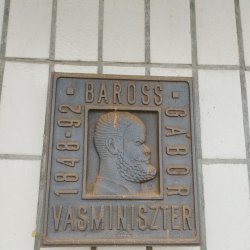 1848-92
BAROSS
GÁBOR
VASMINISZTER